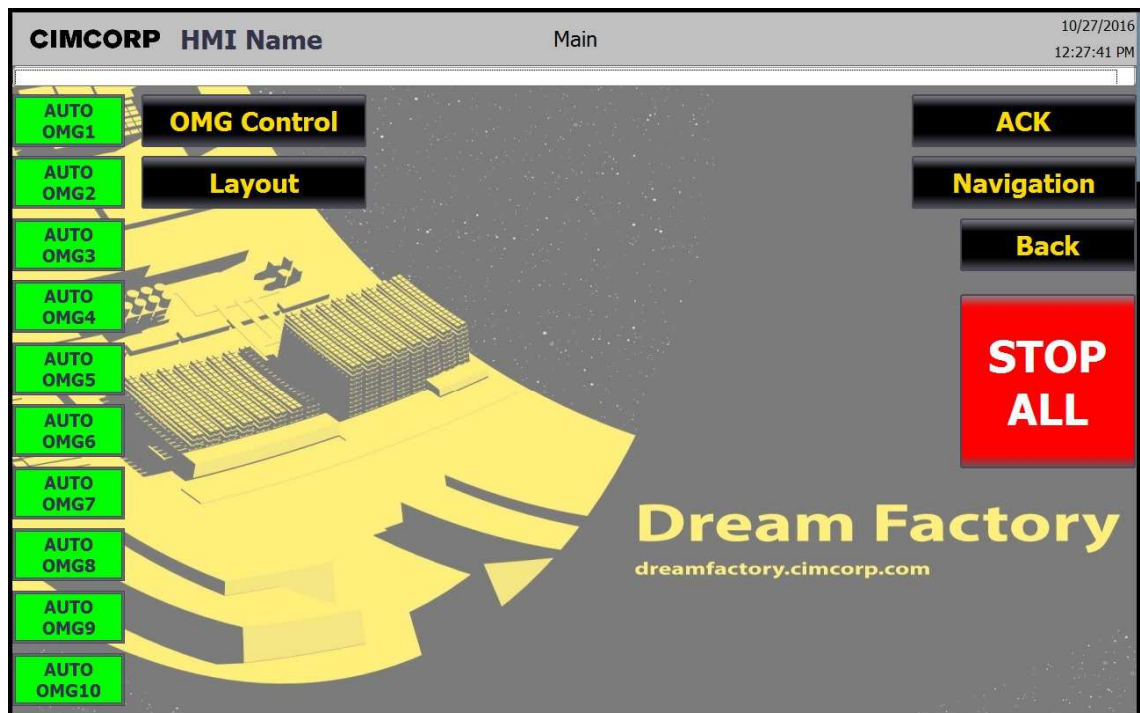 CIMCORP HMI Name
Main
10/27/2016
12:27:41 PM
AUTO
OMG1
OMG Control
ACK
AUTO
OMG2
Layout
Navigation
AUTO
OMG3
Back
AUTO
OMG4
STOP
ALL
AUTO
OMG5
AUTO
OMG6
AUTO
OMG7
Dream Factory
dreamfactory.cimcorp.com
AUTO
OMG8
AUTO
OMG9
AUTO
OMG10